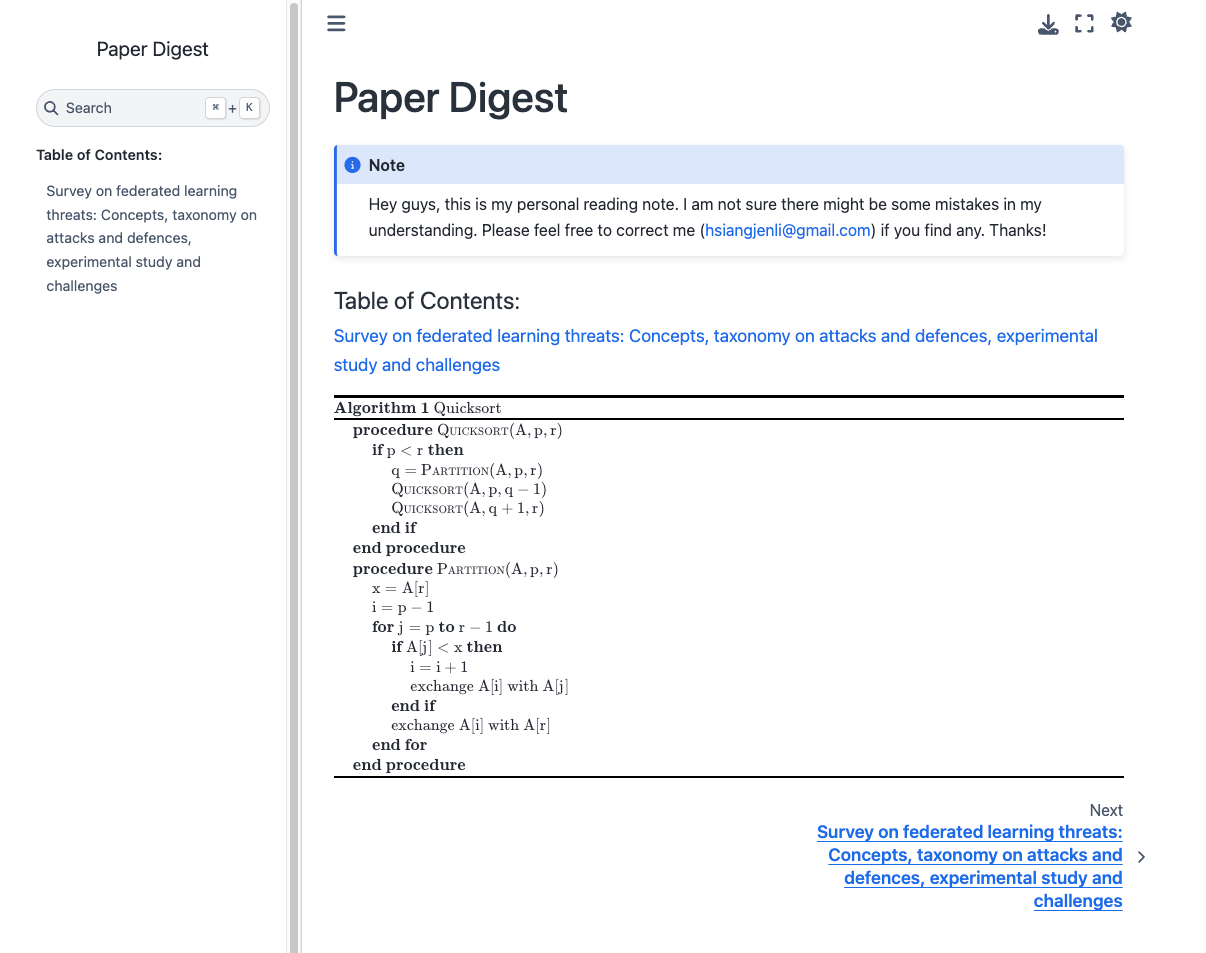 Paper Digest
Search ⌘ + K
Table of Contents:
Survey on federated learning
threats: Concepts, taxonomy on
attacks and defences,
experimental study and
challenges
Paper Digest
Note
Hey guys, this is my personal reading note. I am not sure there might be some mistakes in my
understanding. Please feel free to correct me (hsiangjenli@gmail.com) if you find any. Thanks!
Table of Contents:
Survey on federated learning threats: Concepts, taxonomy on attacks and defences, experimental
study and challenges
Algorithm 1 Quicksort
procedure Quicksort(A, p, r)
if p < r then
q = Partition(A, p, r)
Quicksort(A, p, q − 1)
Quicksort(A, q + 1, r)
end if
end procedure
procedure Partition(A, p, r)
x = A[r]
i = p − 1
for j = p to r − 1 do
if A[j] < x then
i = i + 1
exchange A[i] with A[j]
end if
exchange A[i] with A[r]
end for
end procedure
Next
Survey on federated learning threats:
Concepts, taxonomy on attacks and
defences, experimental study and
challenges